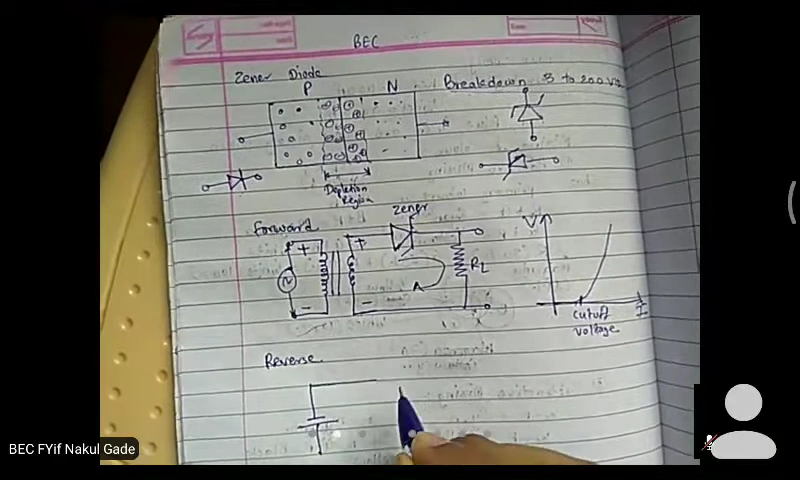 BEC
Zener Diode
P N
Breakdown 3 to 200 V
Depletion
Region
Forward
Zener
+ +
- -
RL
V
I
Cutoff
voltage
Reverse
BEC FYif Nakul Gade